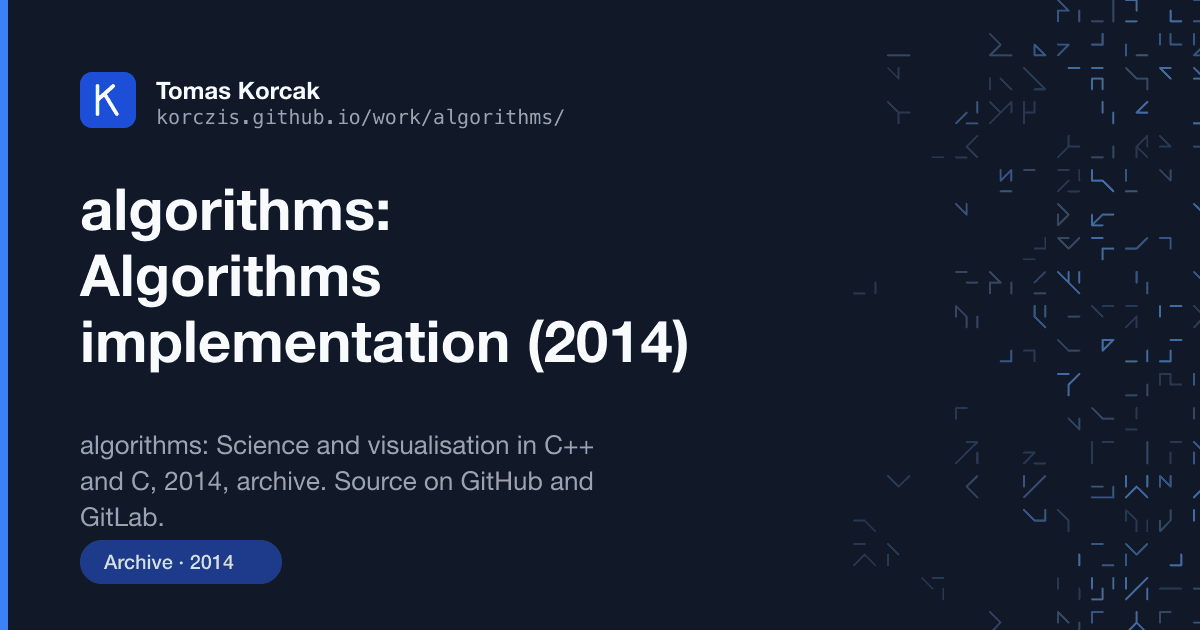 K
Tomas Korcak
korczis.github.io/work/algorithms/
algorithms:
Algorithms
implementation (2014)
algorithms: Science and visualisation in C++
and C, 2014, archive. Source on GitHub and
GitLab.
Archive · 2014